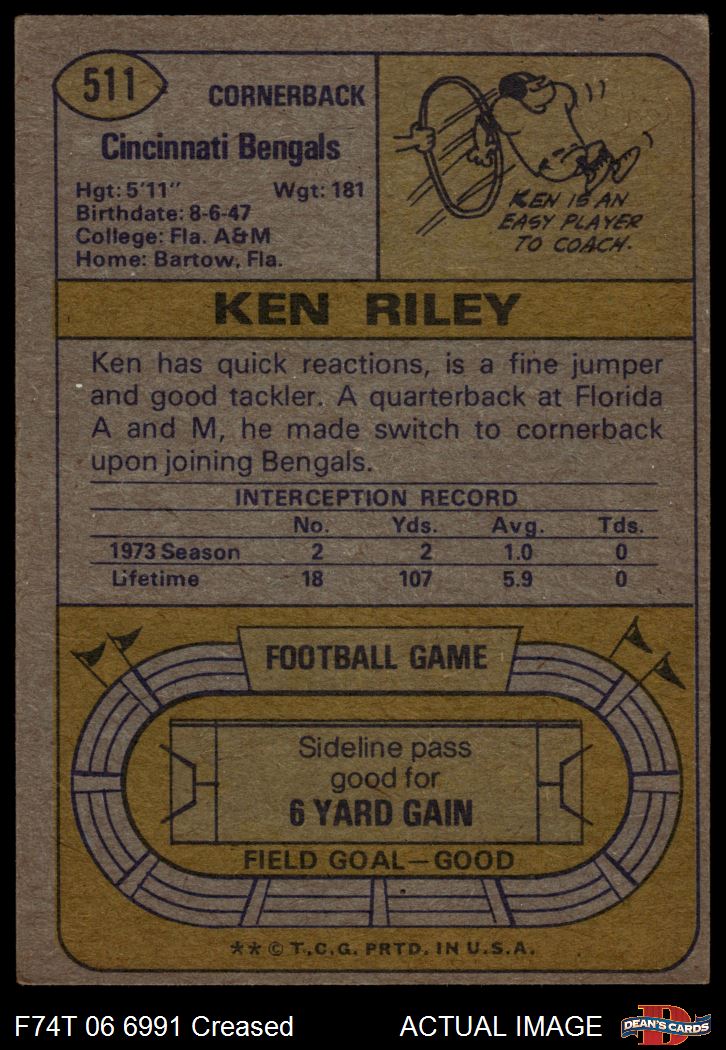 511
CORNERBACK
Cincinnati Bengals
Hgt: 5'11" Wgt: 181
Birthdate: 8-6-47
College: Fla. A&M
Home: Bartow, Fla.
KEN IS AN
EASY PLAYER
TO COACH.
KEN RILEY
Ken has quick reactions, is a fine jumper
and good tackler. A quarterback at Florida
A and M, he made switch to cornerback
upon joining Bengals.
INTERCEPTION RECORD
No. Yds. Avg. Tds.
1973 Season 2 2 1.0 0
Lifetime 18 107 5.9 0
FOOTBALL GAME
Sideline pass
good for
6 YARD GAIN
FIELD GOAL—GOOD
** © T.C.G. PRTD. IN U.S.A.
F74T 06 6991 Creased ACTUAL IMAGE
D
DEAN'S CARDS